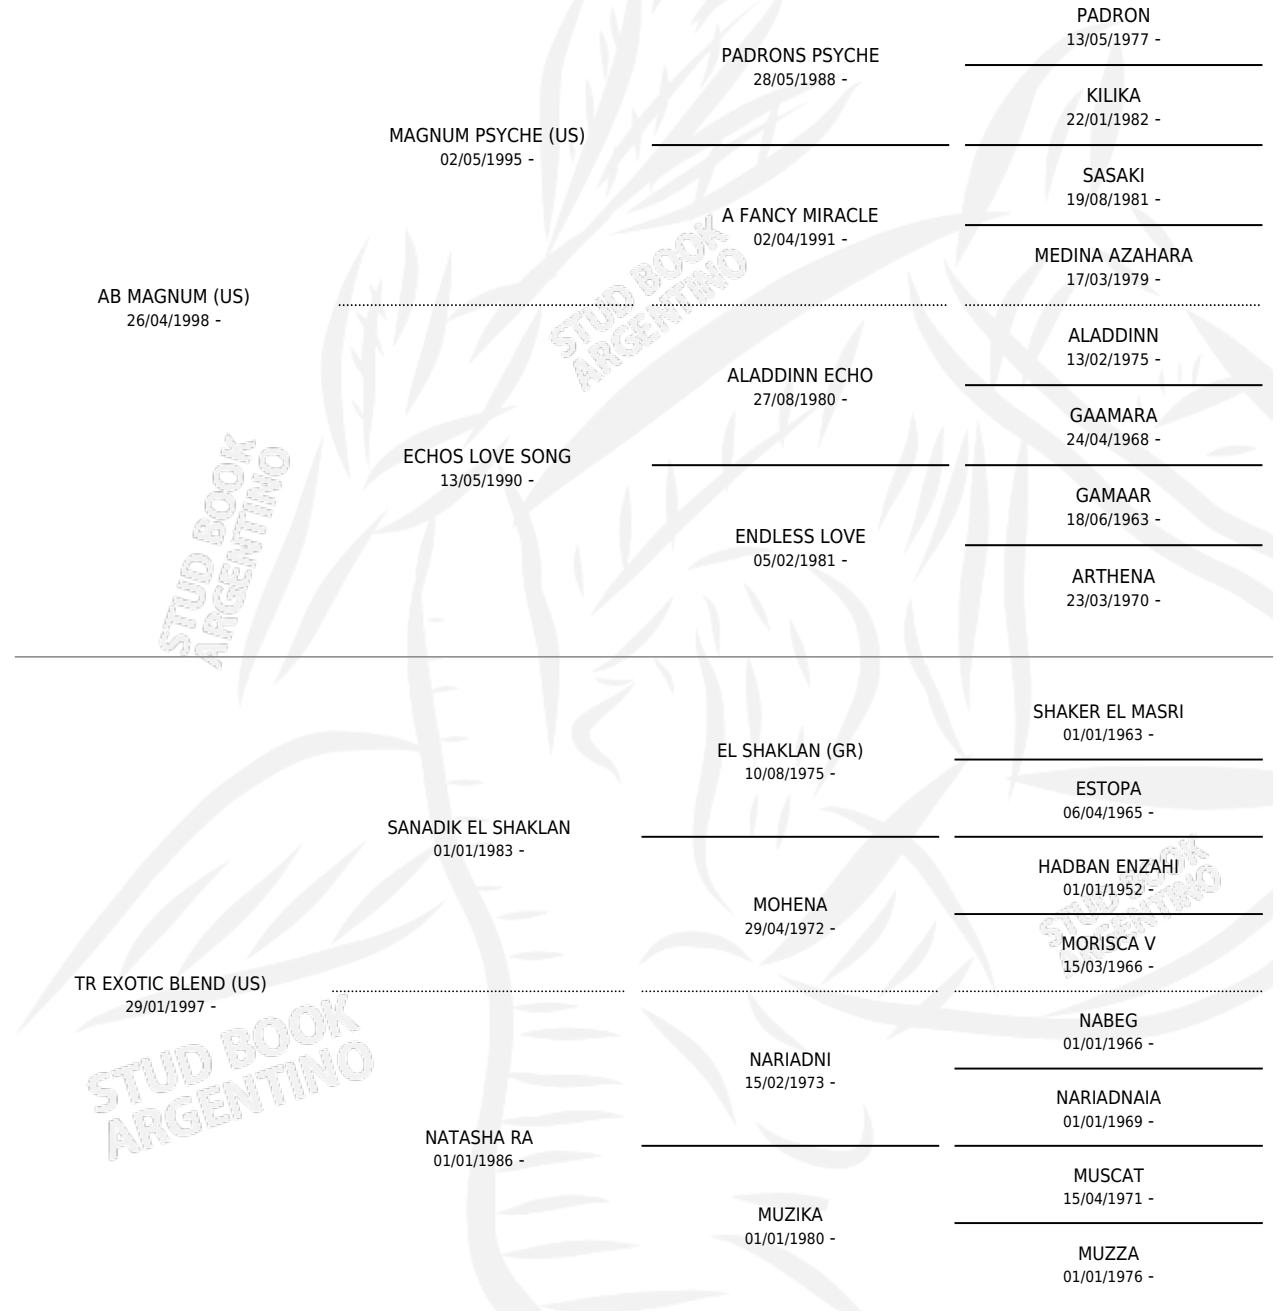 PADRON
13/05/1977 -
PADRONS PSYCHE
28/05/1988 -
KILIKA
22/01/1982 -
MAGNUM PSYCHE (US)
02/05/1995 -
SASAKI
19/08/1981 -
A FANCY MIRACLE
02/04/1991 -
MEDINA AZAHARA
17/03/1979 -
AB MAGNUM (US)
26/04/1998 -
ALADDINN
13/02/1975 -
ALADDINN ECHO
27/08/1980 -
GAAMARA
24/04/1968 -
ECHOS LOVE SONG
13/05/1990 -
GAMAAR
18/06/1963 -
ENDLESS LOVE
05/02/1981 -
ARTHENA
23/03/1970 -
SHAKER EL MASRI
01/01/1963 -
EL SHAKLAN (GR)
10/08/1975 -
ESTOPA
06/04/1965 -
SANADIK EL SHAKLAN
01/01/1983 -
HADBAN ENZAHI
01/01/1952 -
MOHENA
29/04/1972 -
MORISCA V
15/03/1966 -
TR EXOTIC BLEND (US)
29/01/1997 -
NABEG
01/01/1966 -
NARIADNI
15/02/1973 -
NARIADNAIA
01/01/1969 -
NATASHA RA
01/01/1986 -
MUSCAT
15/04/1971 -
MUZIKA
01/01/1980 -
MUZZA
01/01/1976 -
STUD BOOK
ARGENTINO
STUD BOOK
ARGENTINO
STUD BOOK
ARGENTINO
STUD BOOK
ARGENTINO